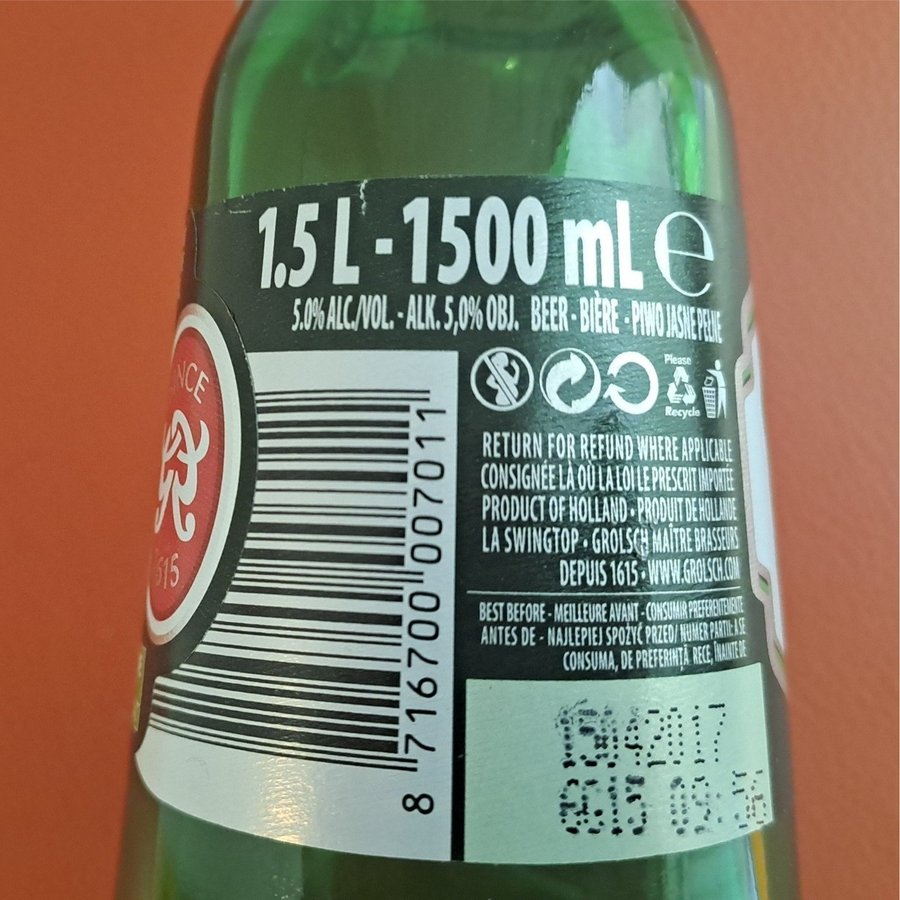 1.5 L - 1500 mL ℮
5.0% ALC./VOL. - ALK. 5,0% OBJ. BEER - BIÈRE - PIWO JASNE PEŁNE
Please
Recycle
RETURN FOR REFUND WHERE APPLICABLE
CONSIGNÉE LÀ OÙ LA LOI LE PRESCRIT IMPORTÉE
PRODUCT OF HOLLAND • PRODUIT DE HOLLANDE
LA SWINGTOP • GROLSCH MAÎTRE BRASSEURS
DEPUIS 1615 • WWW.GROLSCH.COM
BEST BEFORE - MEILLEURE AVANT - CONSUMIR PREFERENTEMENTE
ANTES DE - NAJLEPIEJ SPOŻYĆ PRZED/ NUMER PARTII: A SE
CONSUMA, DE PREFERINȚĂ, RECE, ÎNAINTE DE
15042017
09:36
8 716700 007011
615